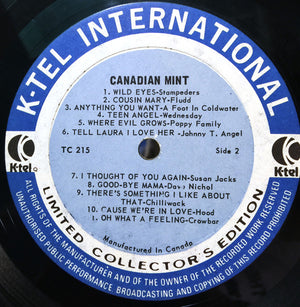 K-TEL INTERNATIONAL
CANADIAN MINT
1. WILD EYES-Stampeders
2. COUSIN MARY-Fludd
3. ANYTHING YOU WANT-A Foot In Coldwater
4. TEEN ANGEL-Wednesday
5. WHERE EVIL GROWS-Poppy Family
6. TELL LAURA I LOVE HER -Johnny T. Angel
TC 215 Side 2
K-tel
K-tel
7. I THOUGHT OF YOU AGAIN-Susan Jacks
8. GOOD-BYE MAMA-Dave Nichol
9. THERE'S SOMETHING I LIKE ABOUT
THAT-Chilliwack
10. 'CAUSE WE'RE IN LOVE-Hood
11. OH WHAT A FEELING-Crowbar
Manufactured In Canada
LIMITED COLLECTOR'S EDITION
ALL RIGHTS OF THE MANUFACTURER AND OF THE OWNER OF THE RECORDED WORK RESERVED
UNAUTHORISED PUBLIC PERFORMANCE BROADCASTING AND COPYING OF THIS RECORD PROHIBITED